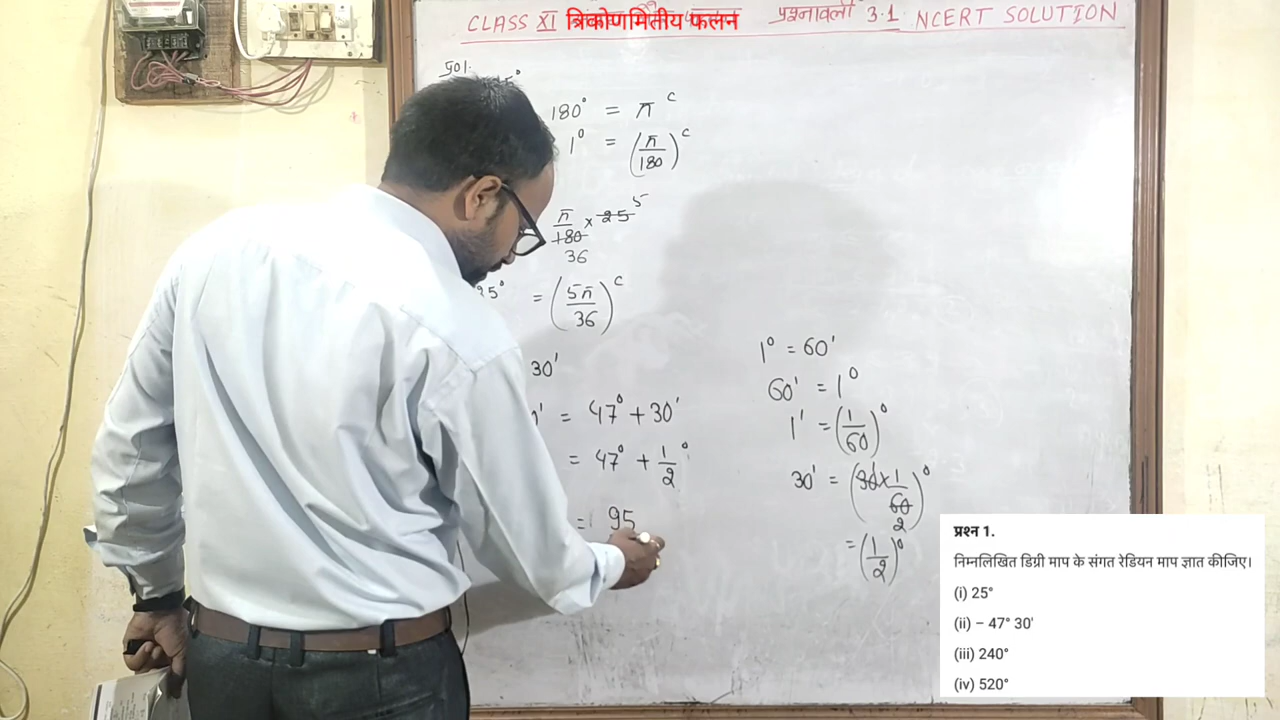 CLASS XI त्रिकोणमितीय फलन प्रश्नावली 3.1 NCERT SOLUTION
180° = π ᶜ
1° = (π/180)ᶜ
π/180 × 25 5
36
= (5π/36)ᶜ
30'
= 47° + 30'
= 47° + 1/2°
= 95
1° = 60'
60' = 1°
1' = (1/60)°
30' = (30×1/60)°
2
= (1/2)°
प्रश्न 1.
निम्नलिखित डिग्री माप के संगत रेडियन माप ज्ञात कीजिए।
(i) 25°
(ii) – 47° 30'
(iii) 240°
(iv) 520°